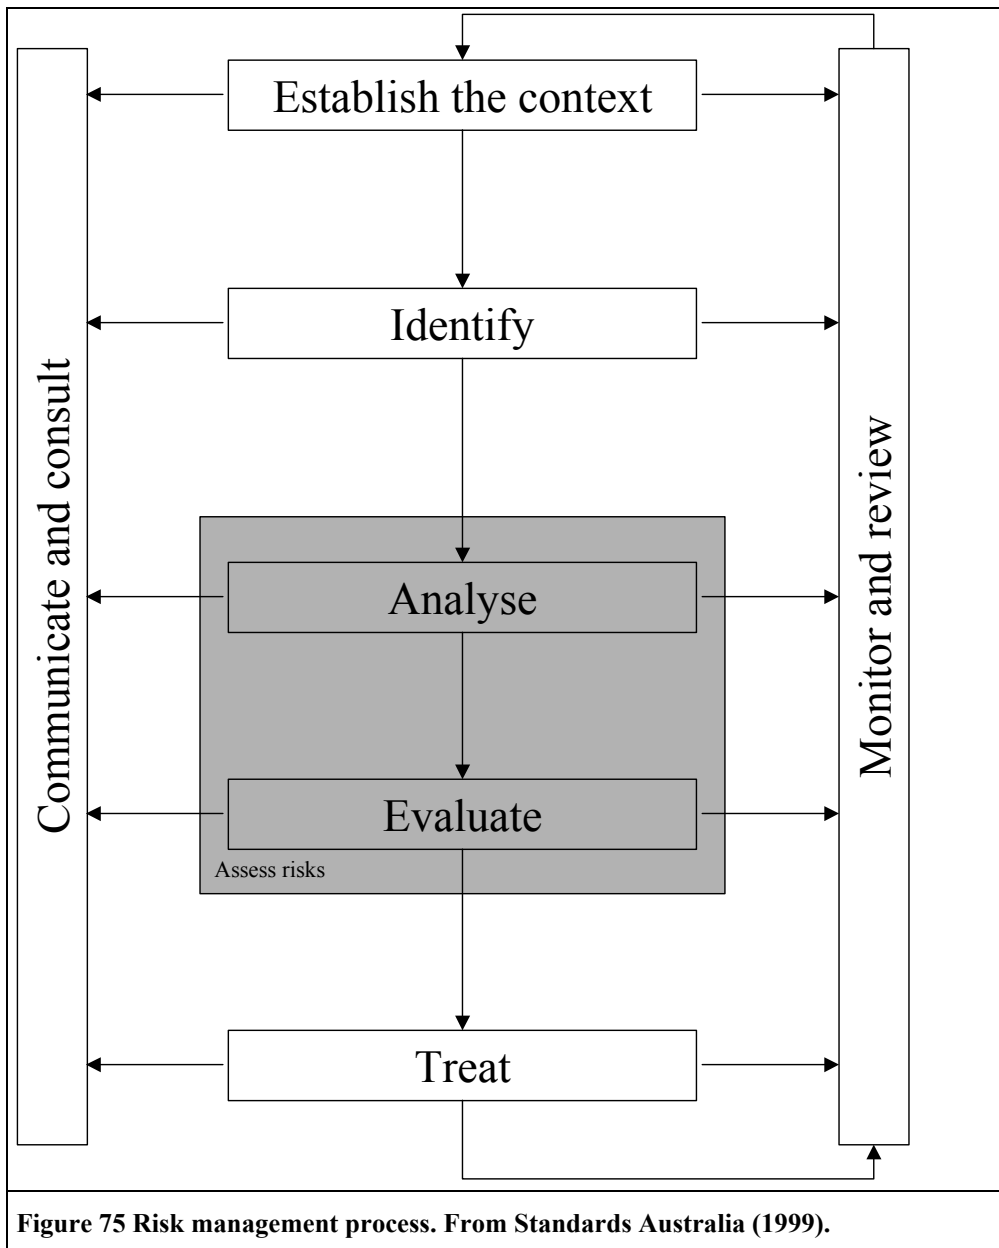 Establish the context
Identify
Communicate and consult
Monitor and review
Analyse
Evaluate
Assess risks
Treat
Figure 75 Risk management process. From Standards Australia (1999).